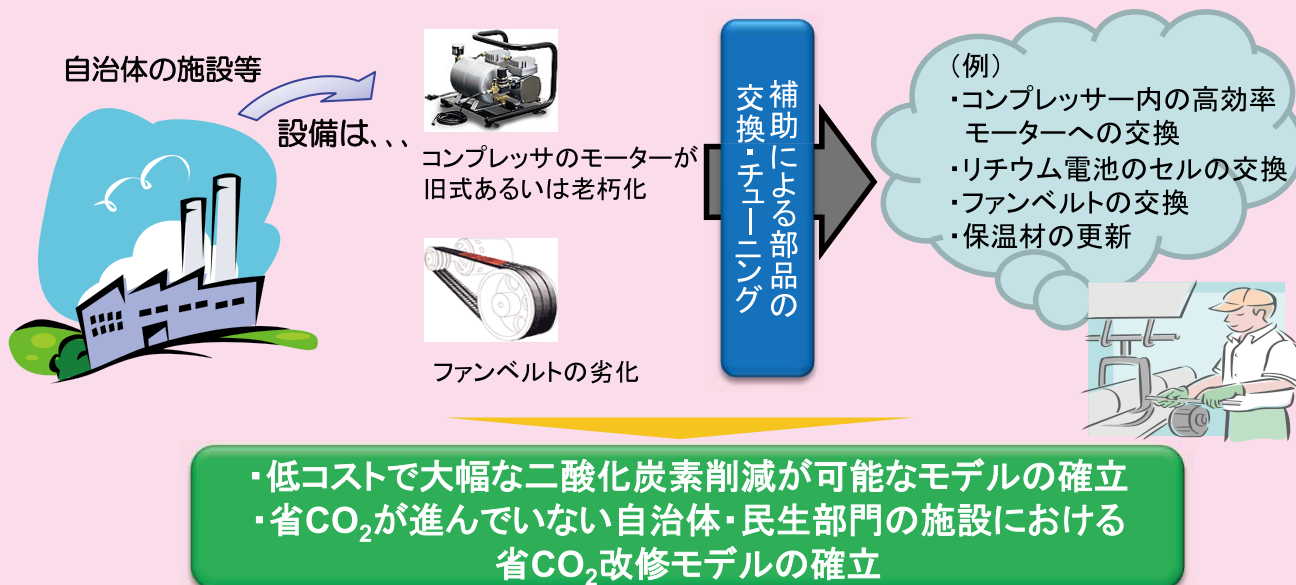 自治体の施設等
設備は、、、
コンプレッサのモーターが
旧式あるいは老朽化
ファンベルトの劣化
補助による部品の
交換・チューニング
（例）
・コンプレッサー内の高効率
モーターへの交換
・リチウム電池のセルの交換
・ファンベルトの交換
・保温材の更新
・低コストで大幅な二酸化炭素削減が可能なモデルの確立
・省CO₂が進んでいない自治体・民生部門の施設における
省CO₂改修モデルの確立